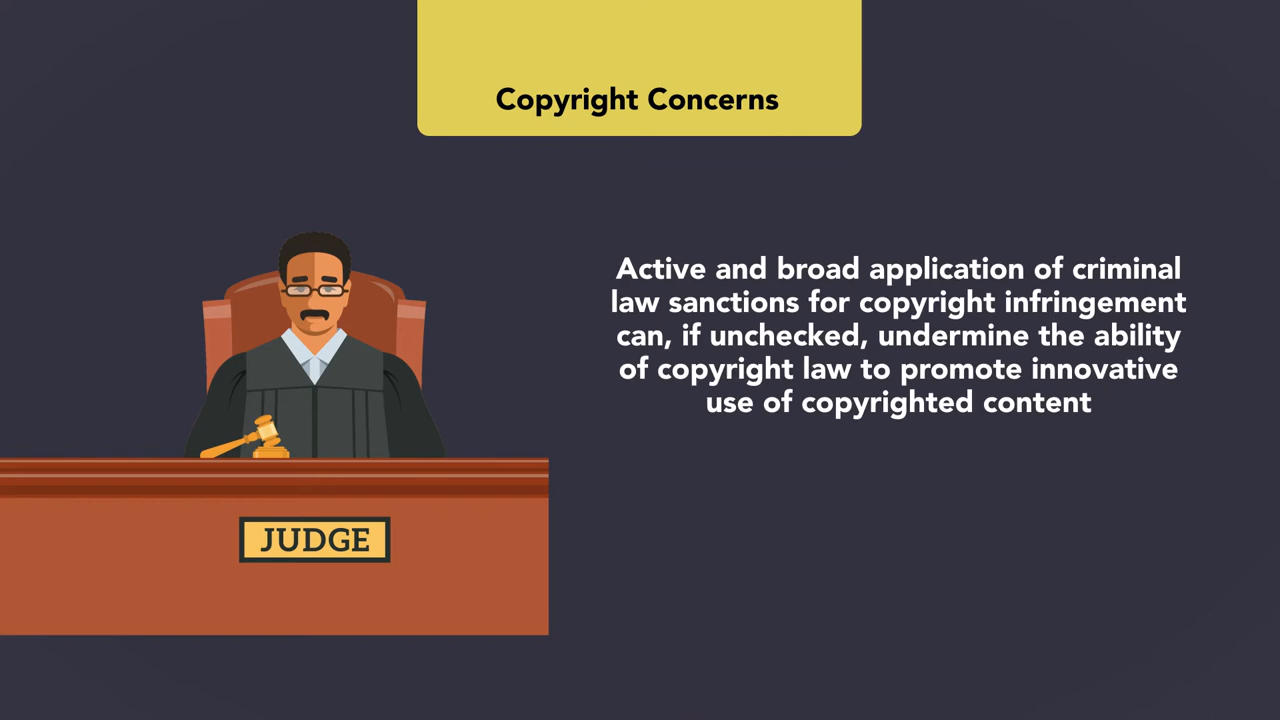 Copyright Concerns
Active and broad application of criminal
law sanctions for copyright infringement
can, if unchecked, undermine the ability
of copyright law to promote innovative
use of copyrighted content
JUDGE